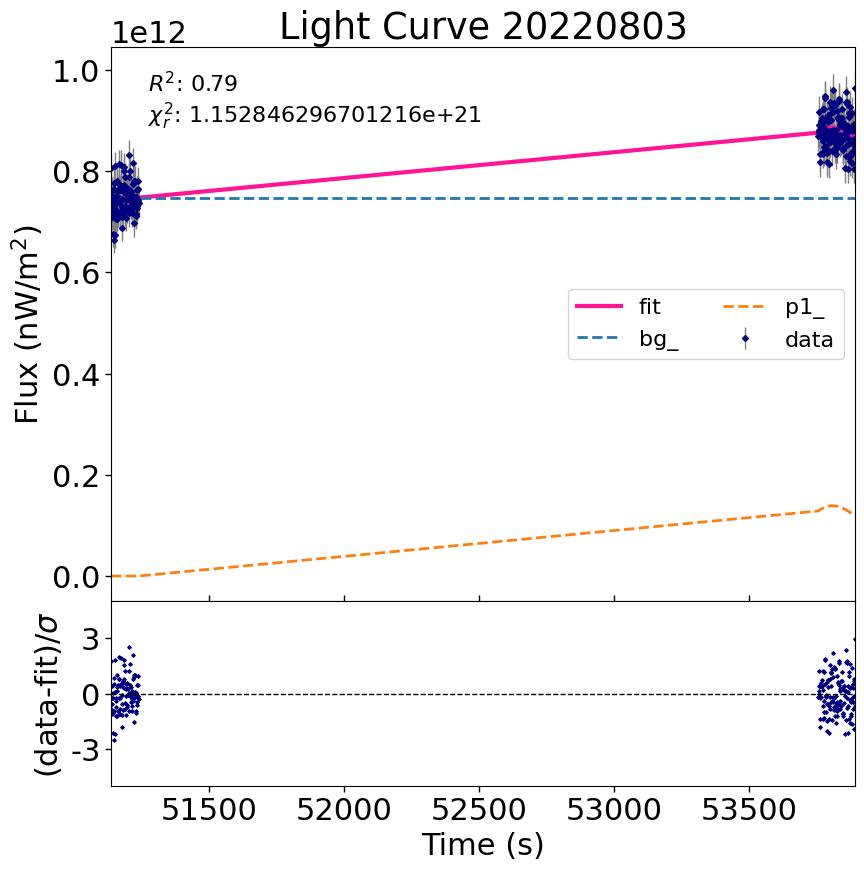 Light Curve 20220803
1e12
R²: 0.79
χ²ᵣ: 1.152846296701216e+21
1.0
0.8
0.6
0.4
0.2
0.0
Flux (nW/m²)
fit
bg_
p1_
data
3
0
-3
(data-fit)/σ
51500 52000 52500 53000 53500
Time (s)